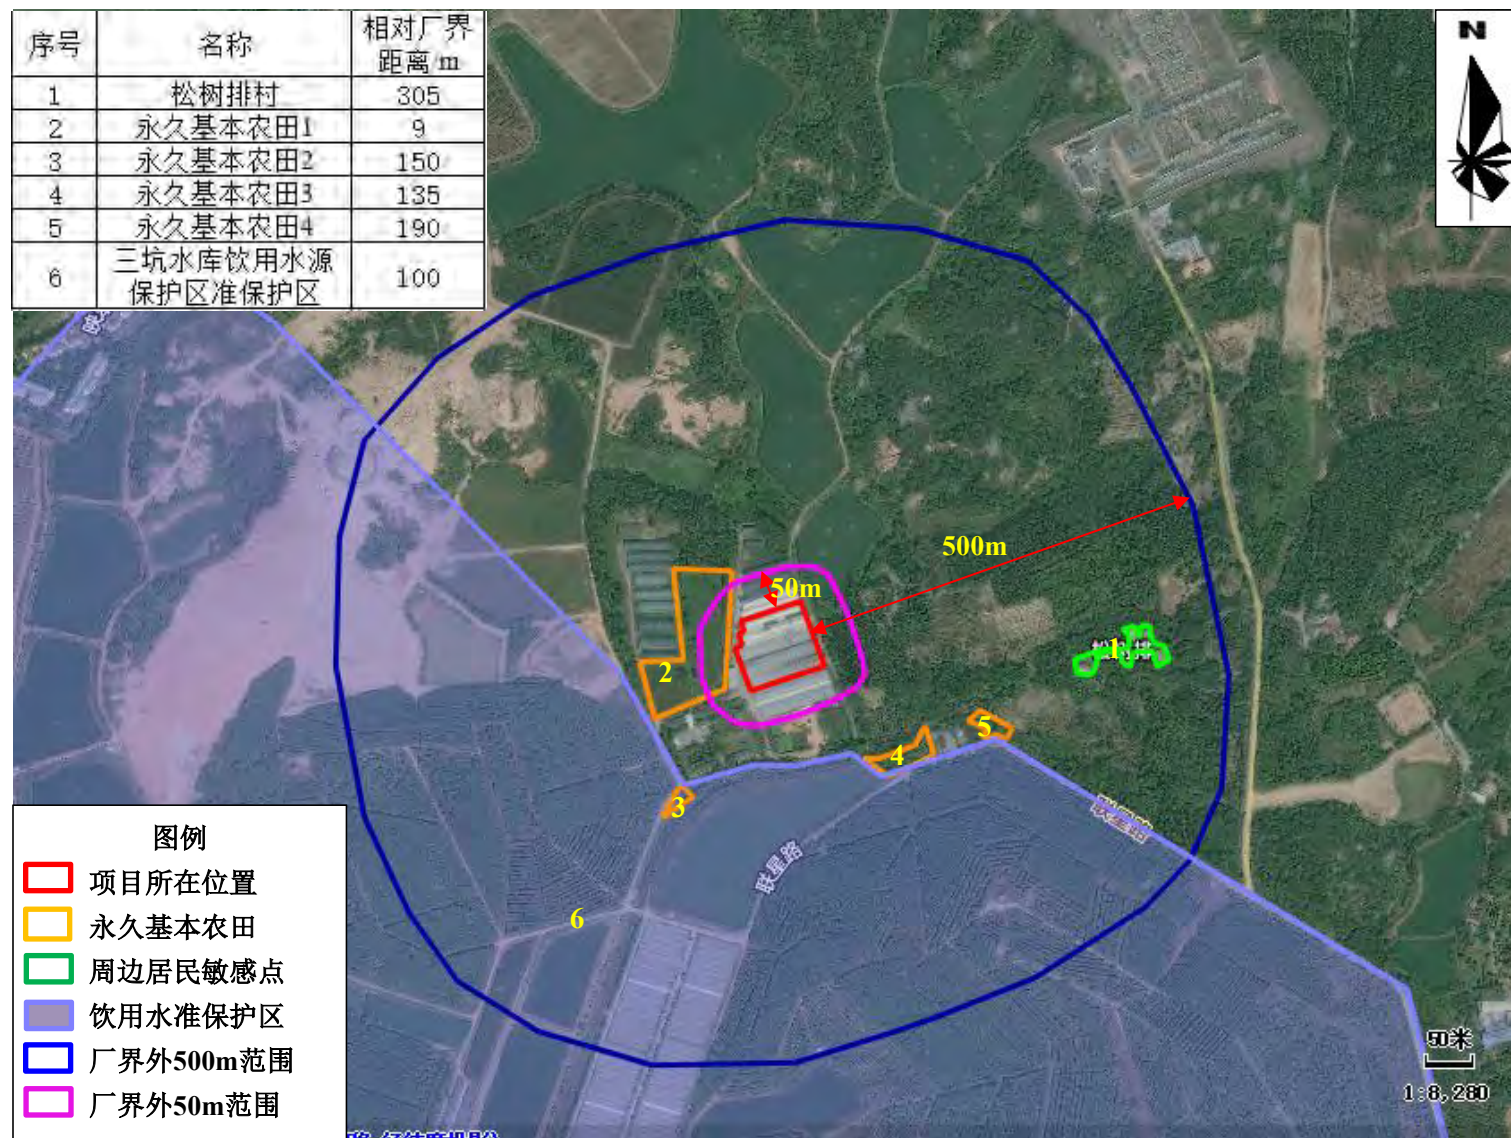 序号 名称 相对厂界距离/m
1 松树排村 305
2 永久基本农田1 9
3 永久基本农田2 150
4 永久基本农田3 135
5 永久基本农田4 190
6 三坑水库饮用水源保护区准保护区 100
N
500m
50m
1
2
5
4
3
联星路
联星路
6
图例
项目所在位置
永久基本农田
周边居民敏感点
饮用水准保护区
厂界外500m范围
厂界外50m范围
50米
1:8,280